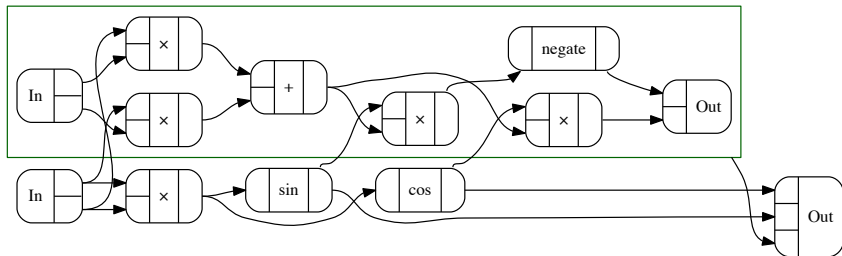 In
×
×
+
×
negate
×
Out
In
×
sin
cos
Out